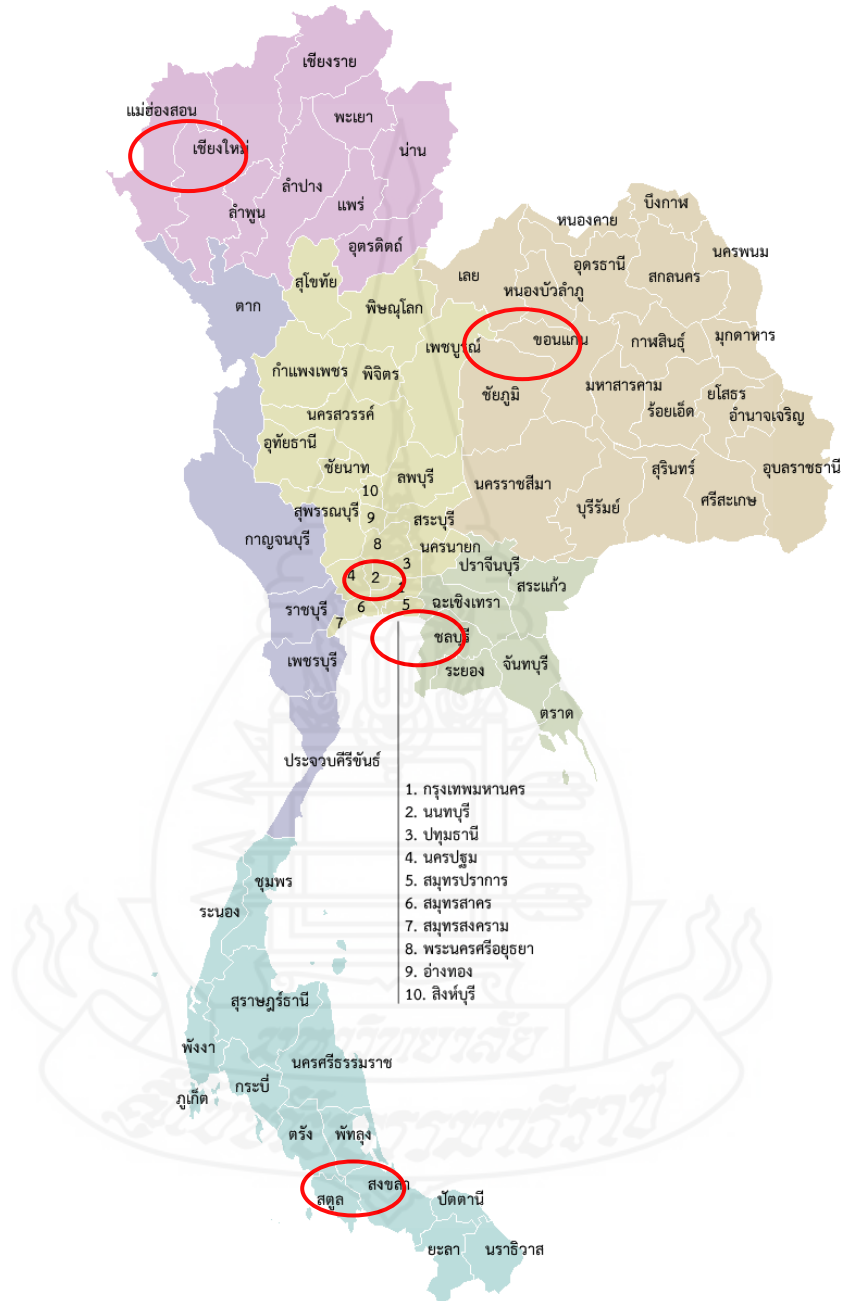 เชียงราย
แม่ฮ่องสอน
พะเยา
เชียงใหม่
น่าน
ลำปาง
ลำพูน
แพร่
อุตรดิตถ์
บึงกาฬ
หนองคาย
นครพนม
อุดรธานี
เลย
สกลนคร
หนองบัวลำภู
สุโขทัย
ตาก
พิษณุโลก
เพชบูรณ์
ขอนแก่น
กาฬสินธุ์
มุกดาหาร
กำแพงเพชร
พิจิตร
ชัยภูมิ
มหาสารคาม
ยโสธร
ร้อยเอ็ด
อำนาจเจริญ
นครสวรรค์
อุทัยธานี
ชัยนาท
ลพบุรี
นครราชสีมา
สุรินทร์
อุบลราชธานี
10
สุพรรณบุรี
9
สระบุรี
บุรีรัมย์
ศรีสะเกษ
กาญจนบุรี
8
นครนายก
3
ปราจีนบุรี
4
2
1
สระแก้ว
ราชบุรี
6
5
ฉะเชิงเทรา
7
ชลบุรี
เพชรบุรี
ระยอง
จันทบุรี
ตราด
ประจวบคีรีขันธ์
1. กรุงเทพมหานคร
2. นนทบุรี
3. ปทุมธานี
4. นครปฐม
5. สมุทรปราการ
6. สมุทรสาคร
7. สมุทรสงคราม
8. พระนครศรีอยุธยา
9. อ่างทอง
10. สิงห์บุรี
ชุมพร
ระนอง
สุราษฎร์ธานี
พังงา
นครศรีธรรมราช
กระบี่
ภูเก็ต
ตรัง
พัทลุง
สงขลา
สตูล
ปัตตานี
ยะลา
นราธิวาส
มหาวิทยาลัย
สุโขทัยธรรมาธิราช